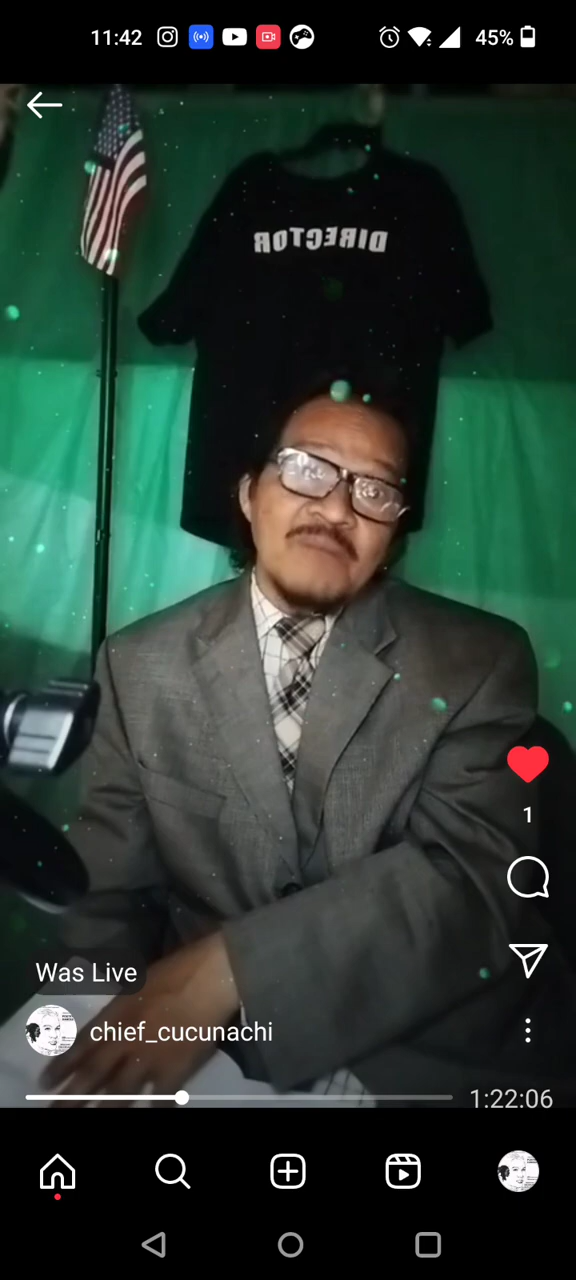 11:42
45%
DIRECTOR
1
Was Live
chief_cucunachi
1:22:06